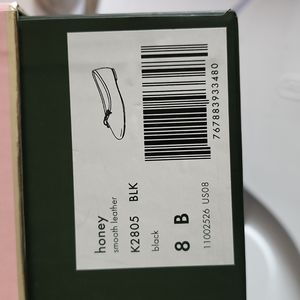 honey
smooth leather
K2805 BLK
black
8 B
11002526 US08
767883933480